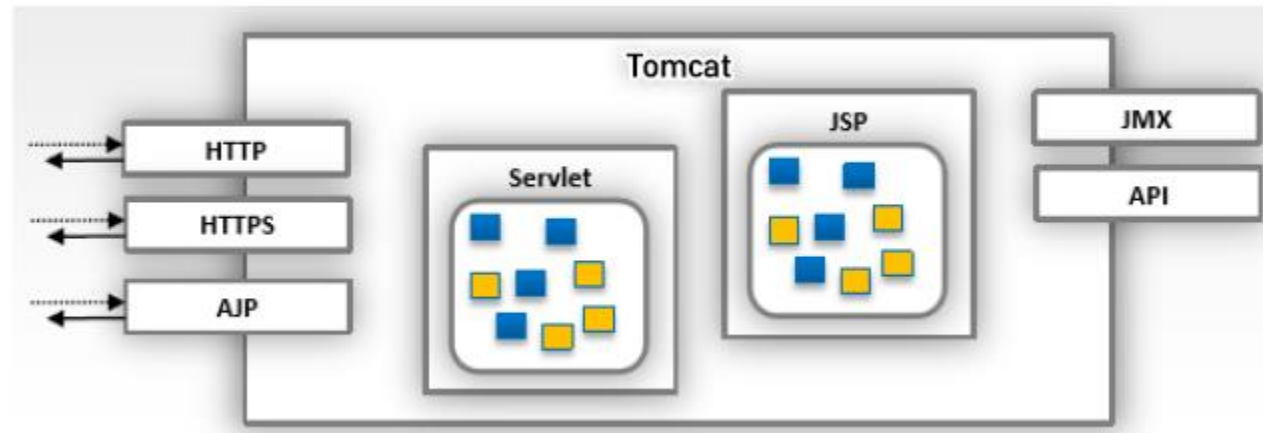 Tomcat
HTTP
HTTPS
AJP
Servlet
JSP
JMX
API